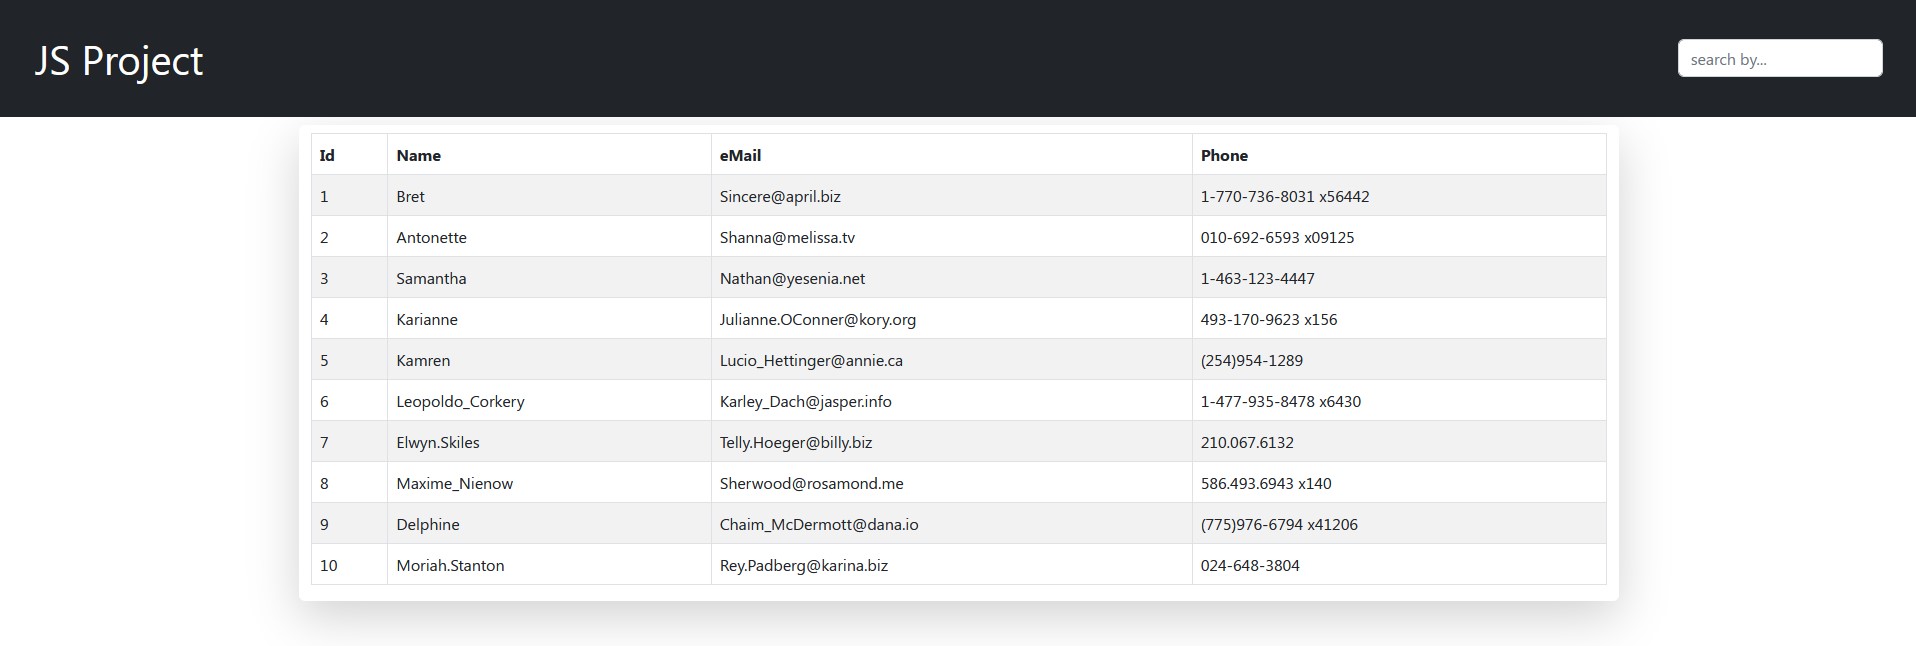 JS Project
search by...
Id Name eMail Phone
1 Bret Sincere@april.biz 1-770-736-8031 x56442
2 Antonette Shanna@melissa.tv 010-692-6593 x09125
3 Samantha Nathan@yesenia.net 1-463-123-4447
4 Karianne Julianne.OConner@kory.org 493-170-9623 x156
5 Kamren Lucio_Hettinger@annie.ca (254)954-1289
6 Leopoldo_Corkery Karley_Dach@jasper.info 1-477-935-8478 x6430
7 Elwyn.Skiles Telly.Hoeger@billy.biz 210.067.6132
8 Maxime_Nienow Sherwood@rosamond.me 586.493.6943 x140
9 Delphine Chaim_McDermott@dana.io (775)976-6794 x41206
10 Moriah.Stanton Rey.Padberg@karina.biz 024-648-3804